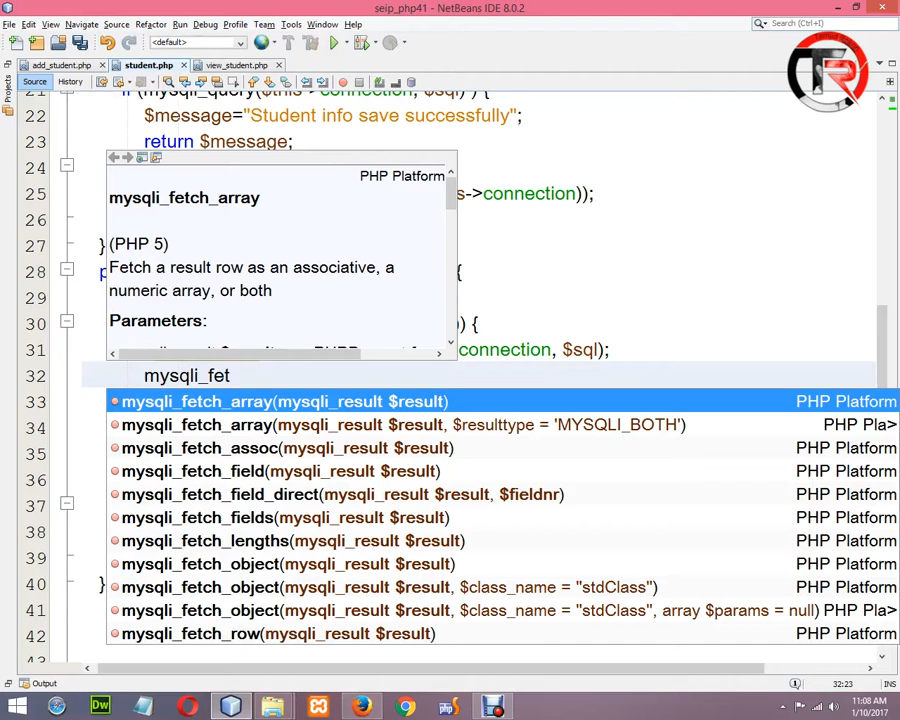 seip_php41 - NetBeans IDE 8.0.2
File Edit View Navigate Source Refactor Run Debug Profile Team Tools Window Help
<default>
Search (Ctrl+I)
add_student.php student.php view_student.php
Source History
Projects
22 $message="Student info save successfully";
23 return $message;
24
25 s->connection));
26
27 }
28 p {
29
30 ) {
31 connection, $sql);
32 mysqli_fet
PHP Platform
mysqli_fetch_array
(PHP 5)
Fetch a result row as an associative, a
numeric array, or both
Parameters:
33 mysqli_fetch_array(mysqli_result $result) PHP Platform
34 mysqli_fetch_array(mysqli_result $result, $resulttype = 'MYSQLI_BOTH') PHP Pla>
35 mysqli_fetch_assoc(mysqli_result $result) PHP Platform
36 mysqli_fetch_field(mysqli_result $result) PHP Platform
37 mysqli_fetch_field_direct(mysqli_result $result, $fieldnr) PHP Platform
38 mysqli_fetch_fields(mysqli_result $result) PHP Platform
39 mysqli_fetch_lengths(mysqli_result $result) PHP Platform
mysqli_fetch_object(mysqli_result $result) PHP Platform
40 } mysqli_fetch_object(mysqli_result $result, $class_name = "stdClass") PHP Platform
41 mysqli_fetch_object(mysqli_result $result, $class_name = "stdClass", array $params = null) PHP Pla>
42 mysqli_fetch_row(mysqli_result $result) PHP Platform
Output
32:23 INS
11:08 AM
1/10/2017